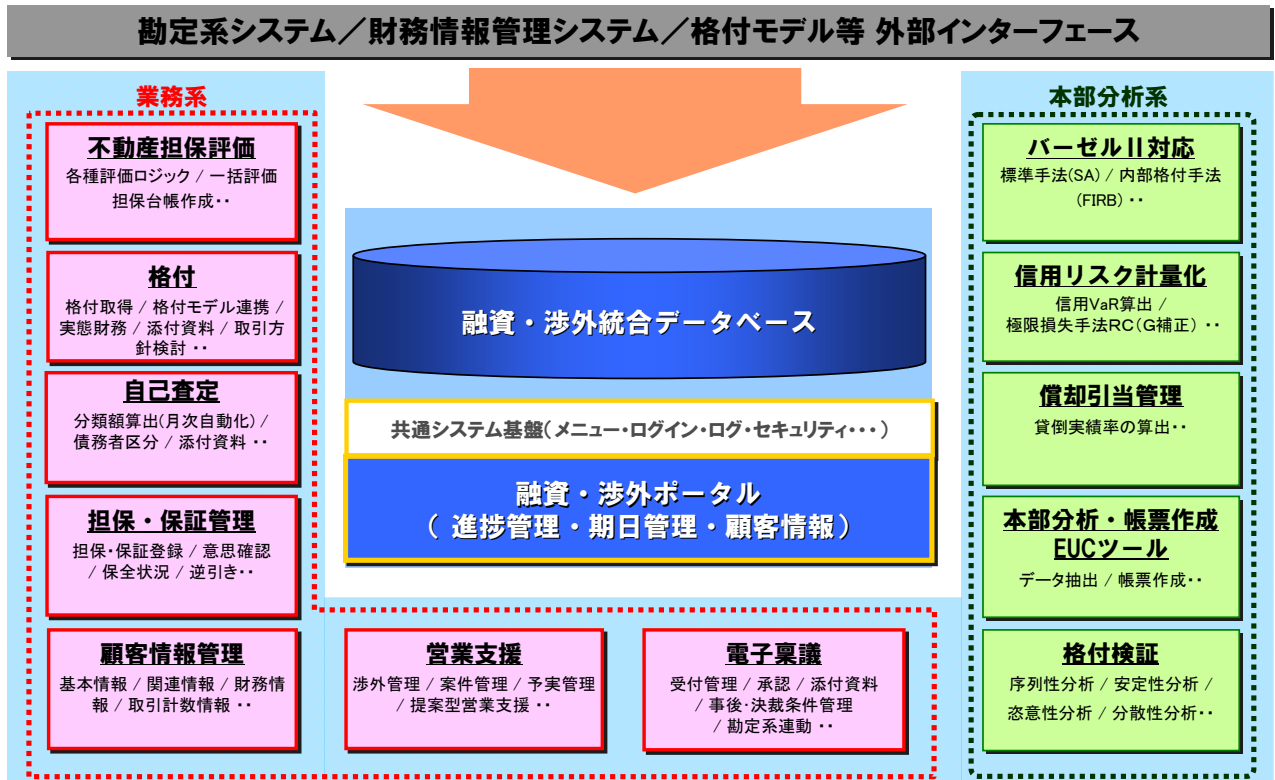 勘定系システム／財務情報管理システム／格付モデル等 外部インターフェース
業務系
不動産担保評価
各種評価ロジック / 一括評価
担保台帳作成・・
格付
格付取得 / 格付モデル連携 /
実態財務 / 添付資料 / 取引方
針検討 ・・
自己査定
分類額算出(月次自動化) /
債務者区分 / 添付資料 ・・
担保・保証管理
担保・保証登録 / 意思確認
/ 保全状況 / 逆引き・・
顧客情報管理
基本情報 / 関連情報 / 財務情
報 / 取引計数情報 ・・
融資・渉外統合データベース
共通システム基盤（メニュー・ログイン・ログ・セキュリティ・・・）
融資・渉外ポータル
（ 進捗管理・期日管理・顧客情報）
営業支援
渉外管理 / 案件管理 / 予実管理
/ 提案型営業支援 ・・
電子稟議
受付管理 / 承認 / 添付資料
/ 事後・決裁条件管理
/ 勘定系連動 ・・
本部分析系
バーゼルⅡ対応
標準手法(SA) / 内部格付手法
(FIRB) ・・
信用リスク計量化
信用VaR算出 /
極限損失手法RC（G補正） ・・
償却引当管理
貸倒実績率の算出・・
本部分析・帳票作成
EUCツール
データ抽出 / 帳票作成・・
格付検証
序列性分析 / 安定性分析 /
恣意性分析 / 分散性分析・・